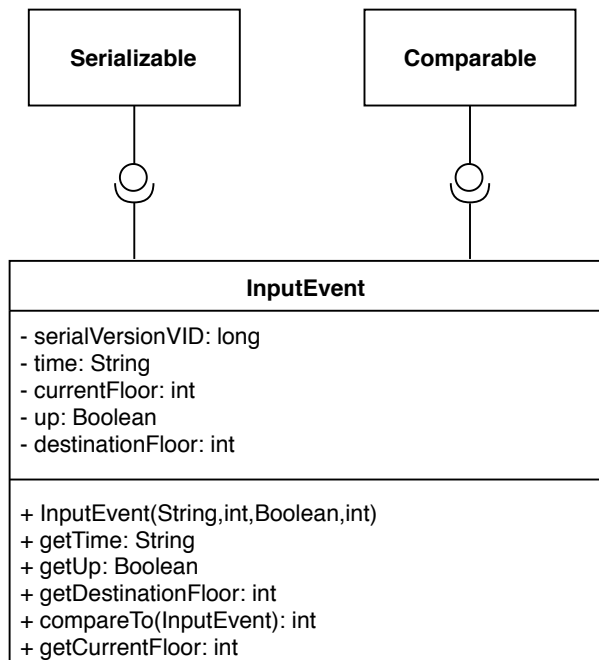 Serializable
Comparable
InputEvent
- serialVersionVID: long
- time: String
- currentFloor: int
- up: Boolean
- destinationFloor: int
+ InputEvent(String,int,Boolean,int)
+ getTime: String
+ getUp: Boolean
+ getDestinationFloor: int
+ compareTo(InputEvent): int
+ getCurrentFloor: int